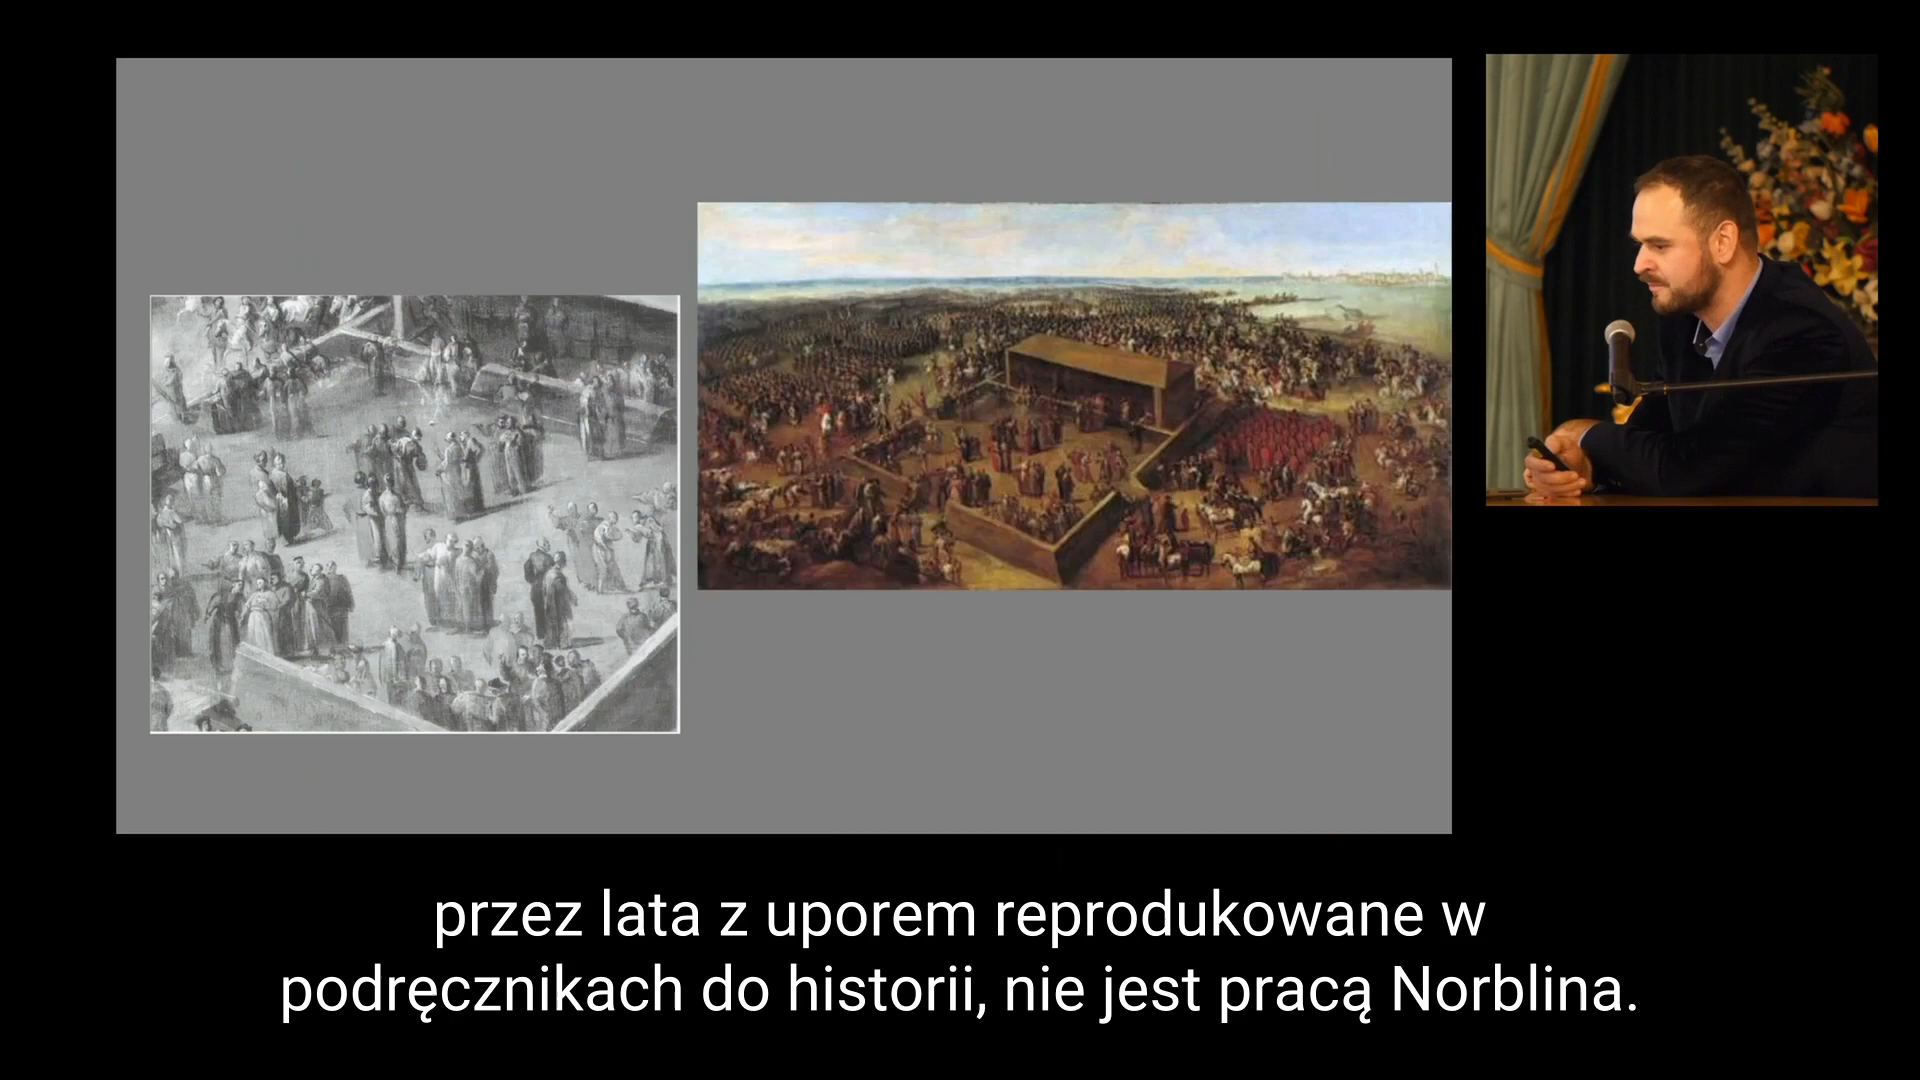 przez lata z uporem reprodukowane w
podręcznikach do historii, nie jest pracą Norblina.